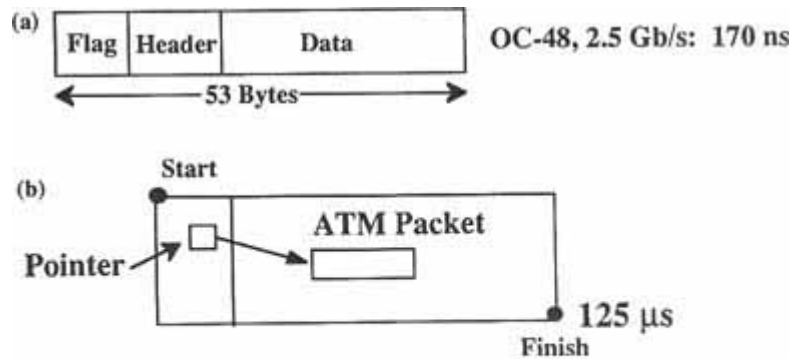 (a) Flag Header Data OC-48, 2.5 Gb/s: 170 ns
53 Bytes
Start
(b)
ATM Packet
Pointer
125 μs
Finish